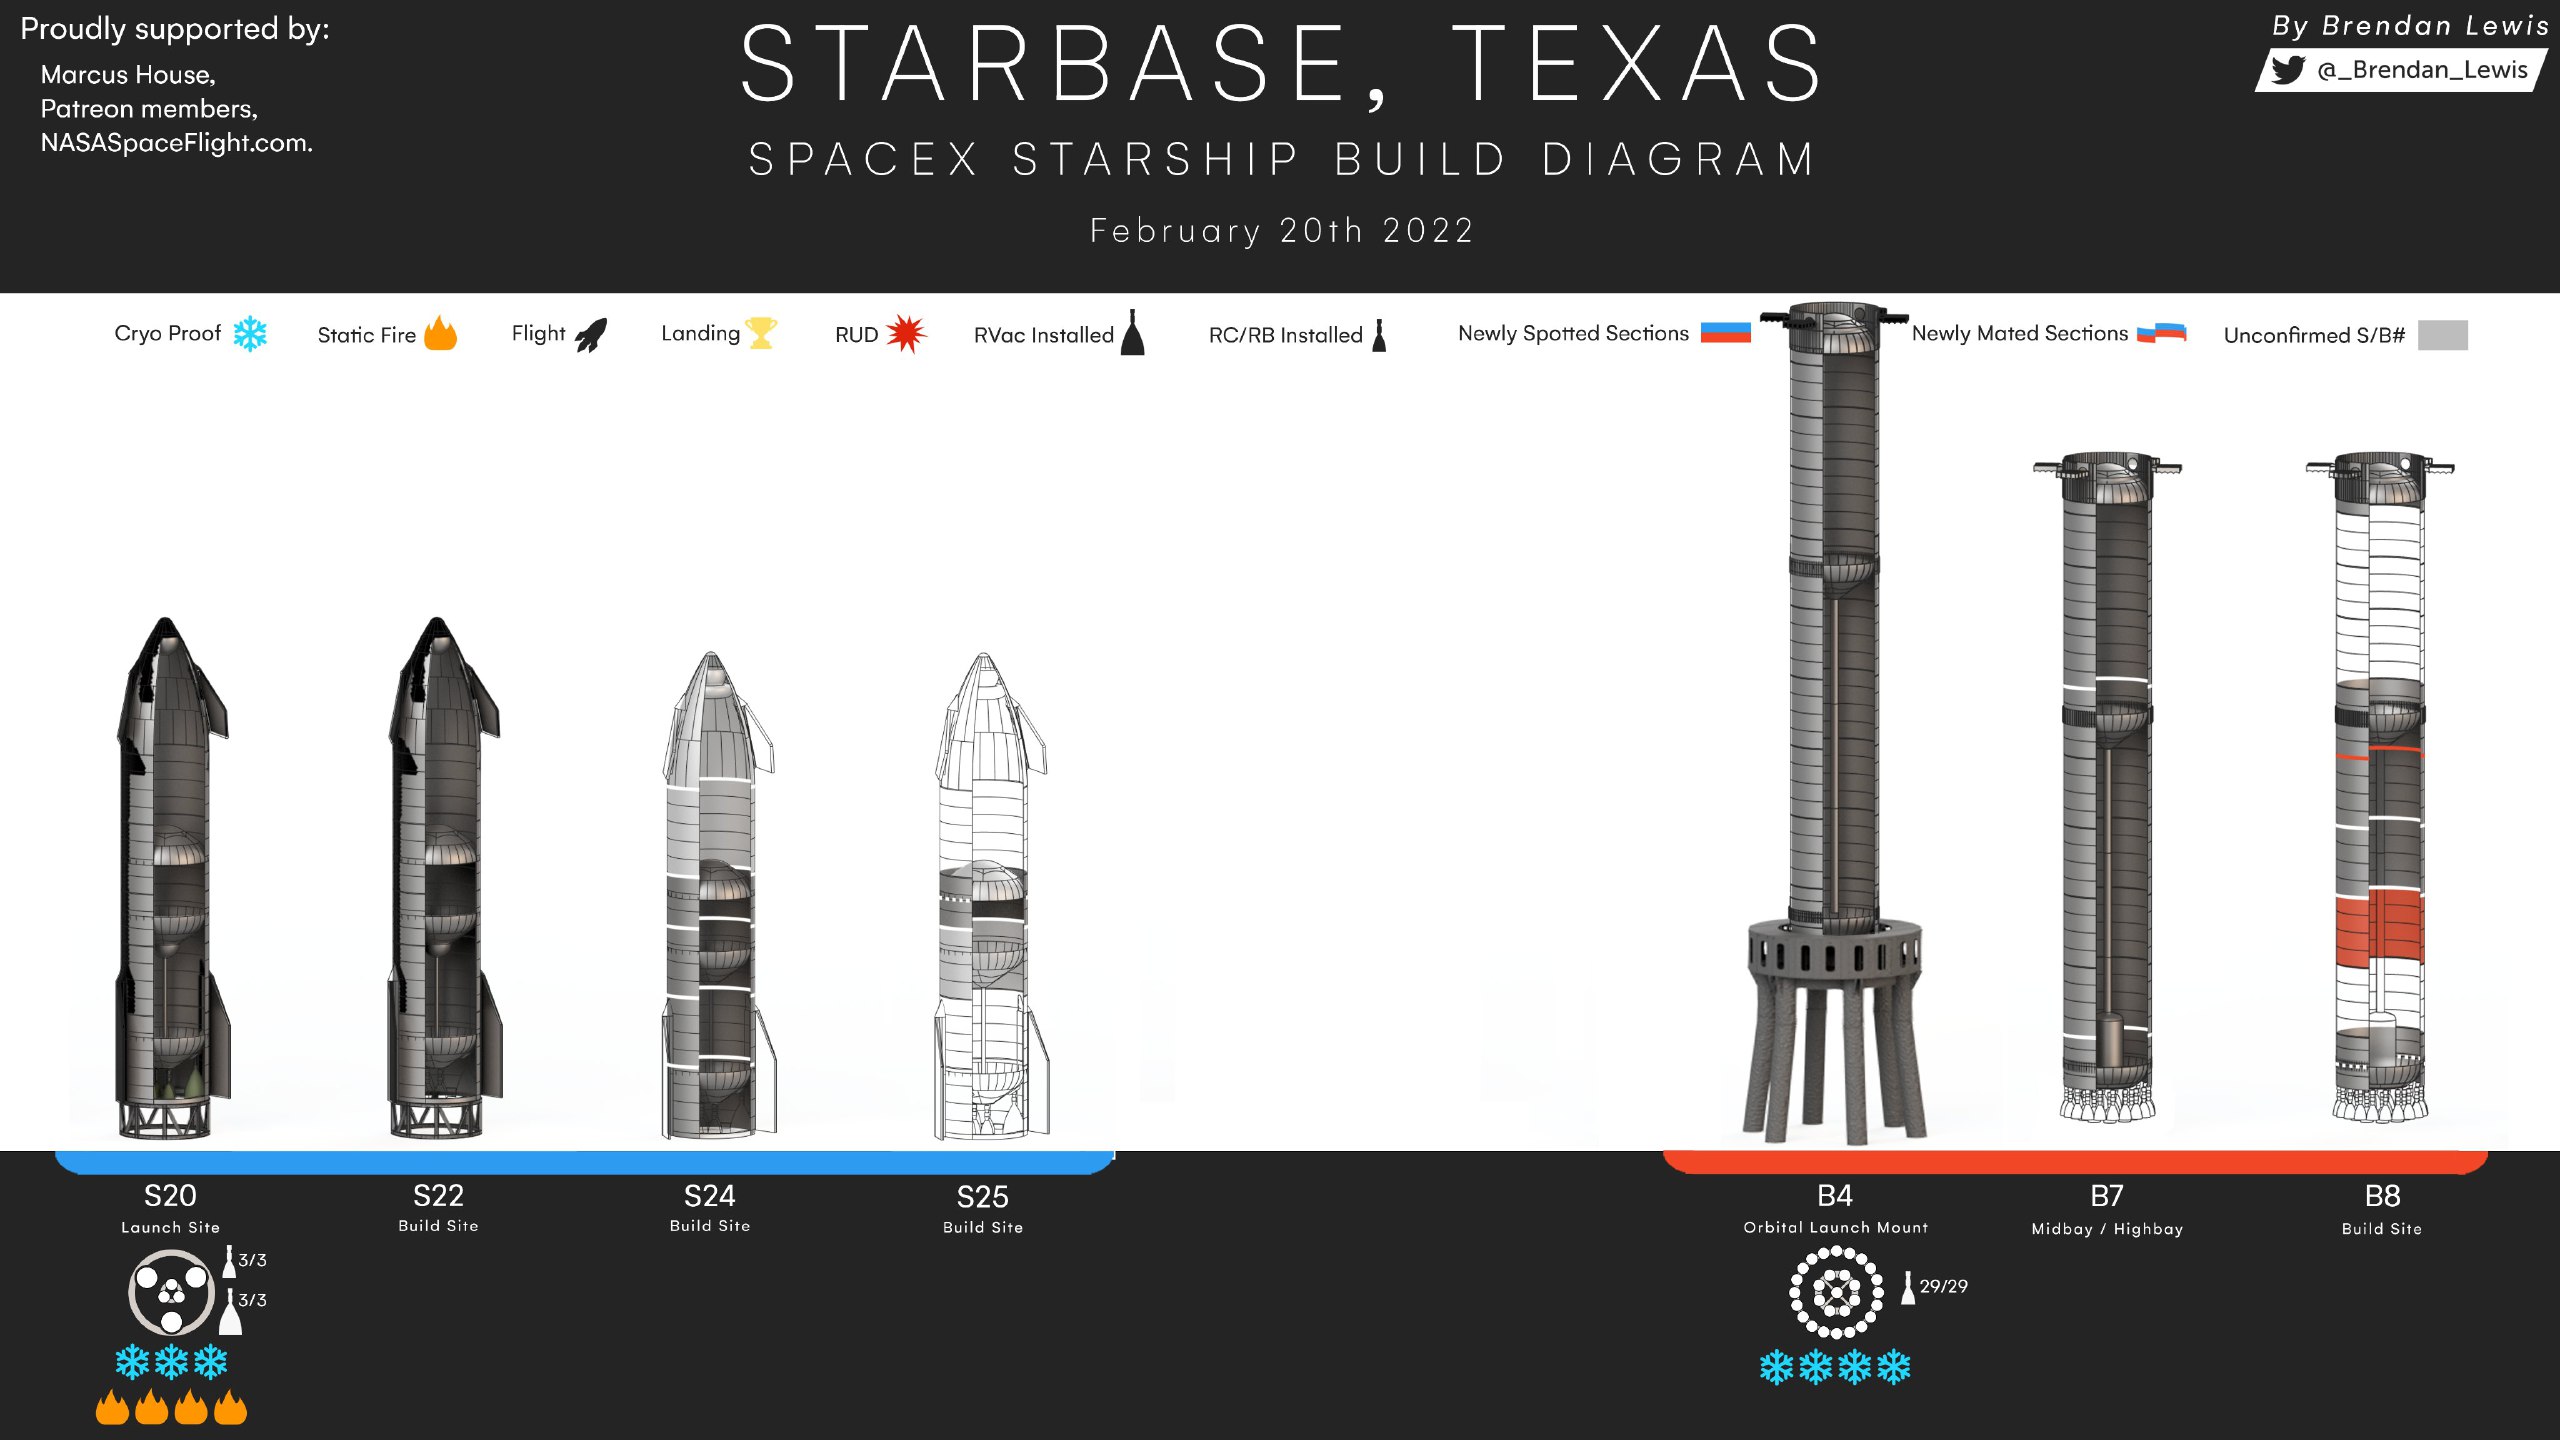 Proudly supported by:
Marcus House,
Patreon members,
NASASpaceFlight.com.
STARBASE, TEXAS
SPACEX STARSHIP BUILD DIAGRAM
February 20th 2022
By Brendan Lewis
@_Brendan_Lewis
Cryo Proof
Static Fire
Flight
Landing
RUD
RVac Installed
RC/RB Installed
Newly Spotted Sections
Newly Mated Sections
Unconfirmed S/B#
S20
Launch Site
3/3
3/3
S22
Build Site
S24
Build Site
S25
Build Site
B4
Orbital Launch Mount
29/29
B7
Midbay / Highbay
B8
Build Site